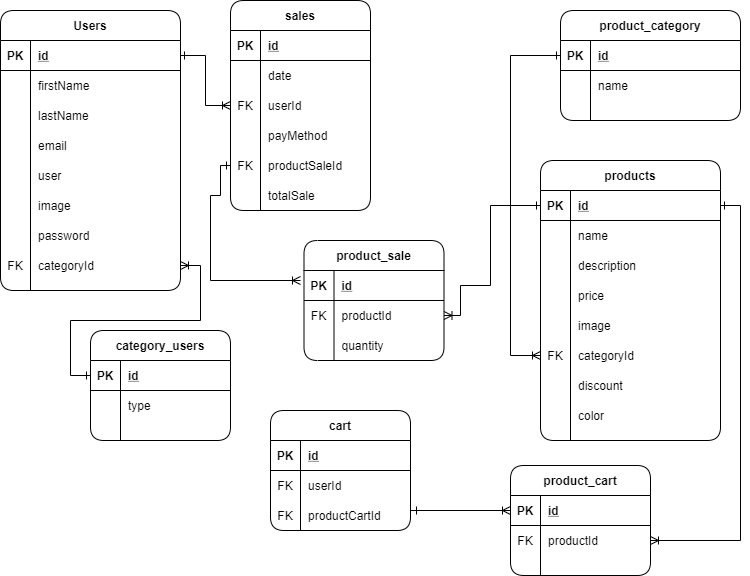 Users
PK id
firstName
lastName
email
user
image
password
FK categoryId
sales
PK id
date
FK userId
payMethod
FK productSaleId
totalSale
product_category
PK id
name
products
PK id
name
description
price
image
FK categoryId
discount
color
product_sale
PK id
FK productId
quantity
category_users
PK id
type
cart
PK id
FK userId
FK productCartId
product_cart
PK id
FK productId